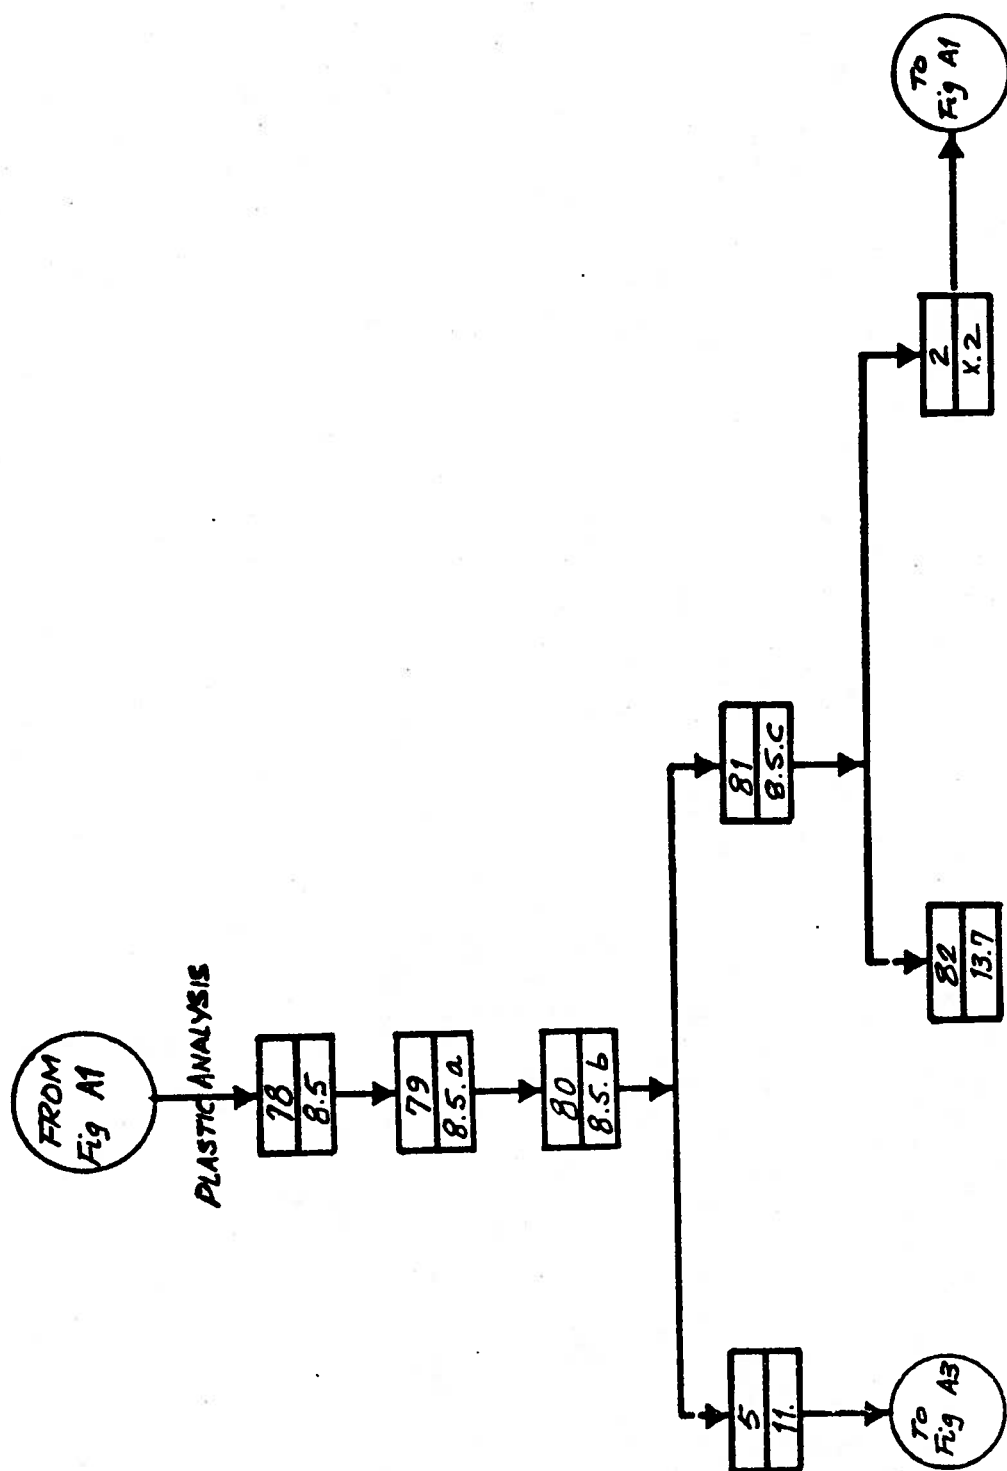 FROM
Fig A1
PLASTIC ANALYSIS
78
8.5
79
8.5.a
80
8.5.b
81
8.5.c
5
11.
TO
Fig A3
82
13.7
2
X.2
TO
Fig A1